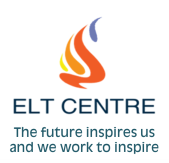 ELT CENTRE
The future inspires us
and we work to inspire